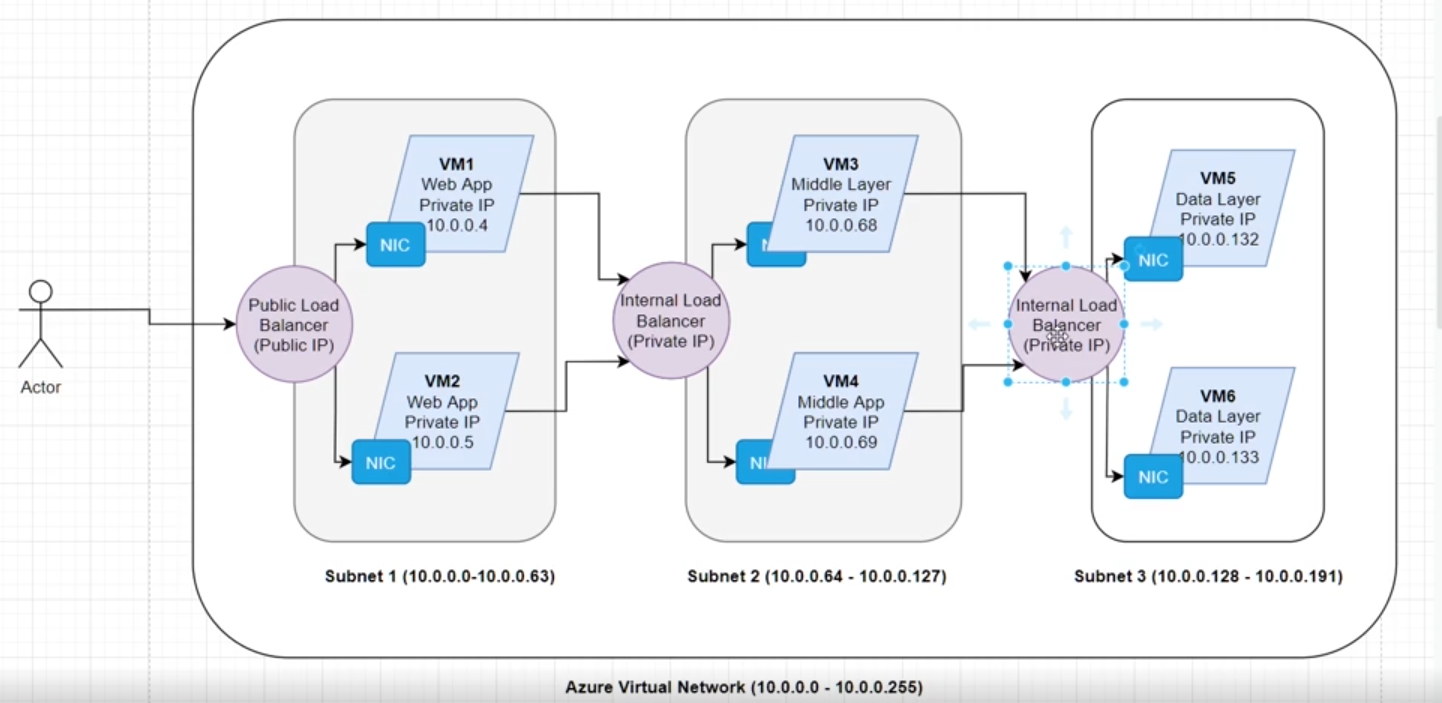 VM1
Web App
Private IP
10.0.0.4
NIC
VM2
Web App
Private IP
10.0.0.5
NIC
Public Load
Balancer
(Public IP)
Actor
Subnet 1 (10.0.0.0-10.0.0.63)
VM3
Middle Layer
Private IP
10.0.0.68
VM4
Middle App
Private IP
10.0.0.69
Internal Load
Balancer
(Private IP)
Subnet 2 (10.0.0.64 - 10.0.0.127)
VM5
Data Layer
Private IP
10.0.0.132
NIC
VM6
Data Layer
Private IP
10.0.0.133
NIC
Internal Load
Balancer
(Private IP)
Subnet 3 (10.0.0.128 - 10.0.0.191)
Azure Virtual Network (10.0.0.0 - 10.0.0.255)